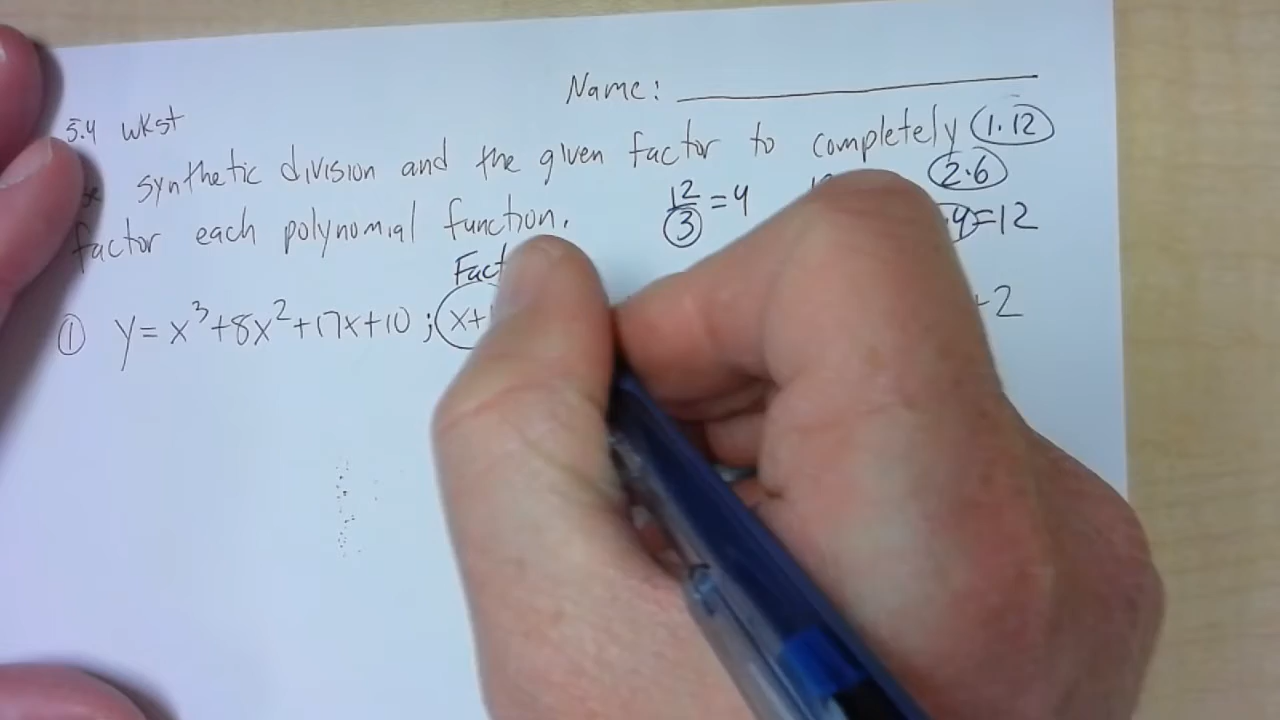 Name:
5.4 wkst
synthetic division and the given factor to completely 1·12
2·6
factor each polynomial function. 12/3 = 4 =12
Fact
① y=x³+8x²+17x+10 ; x+ 2